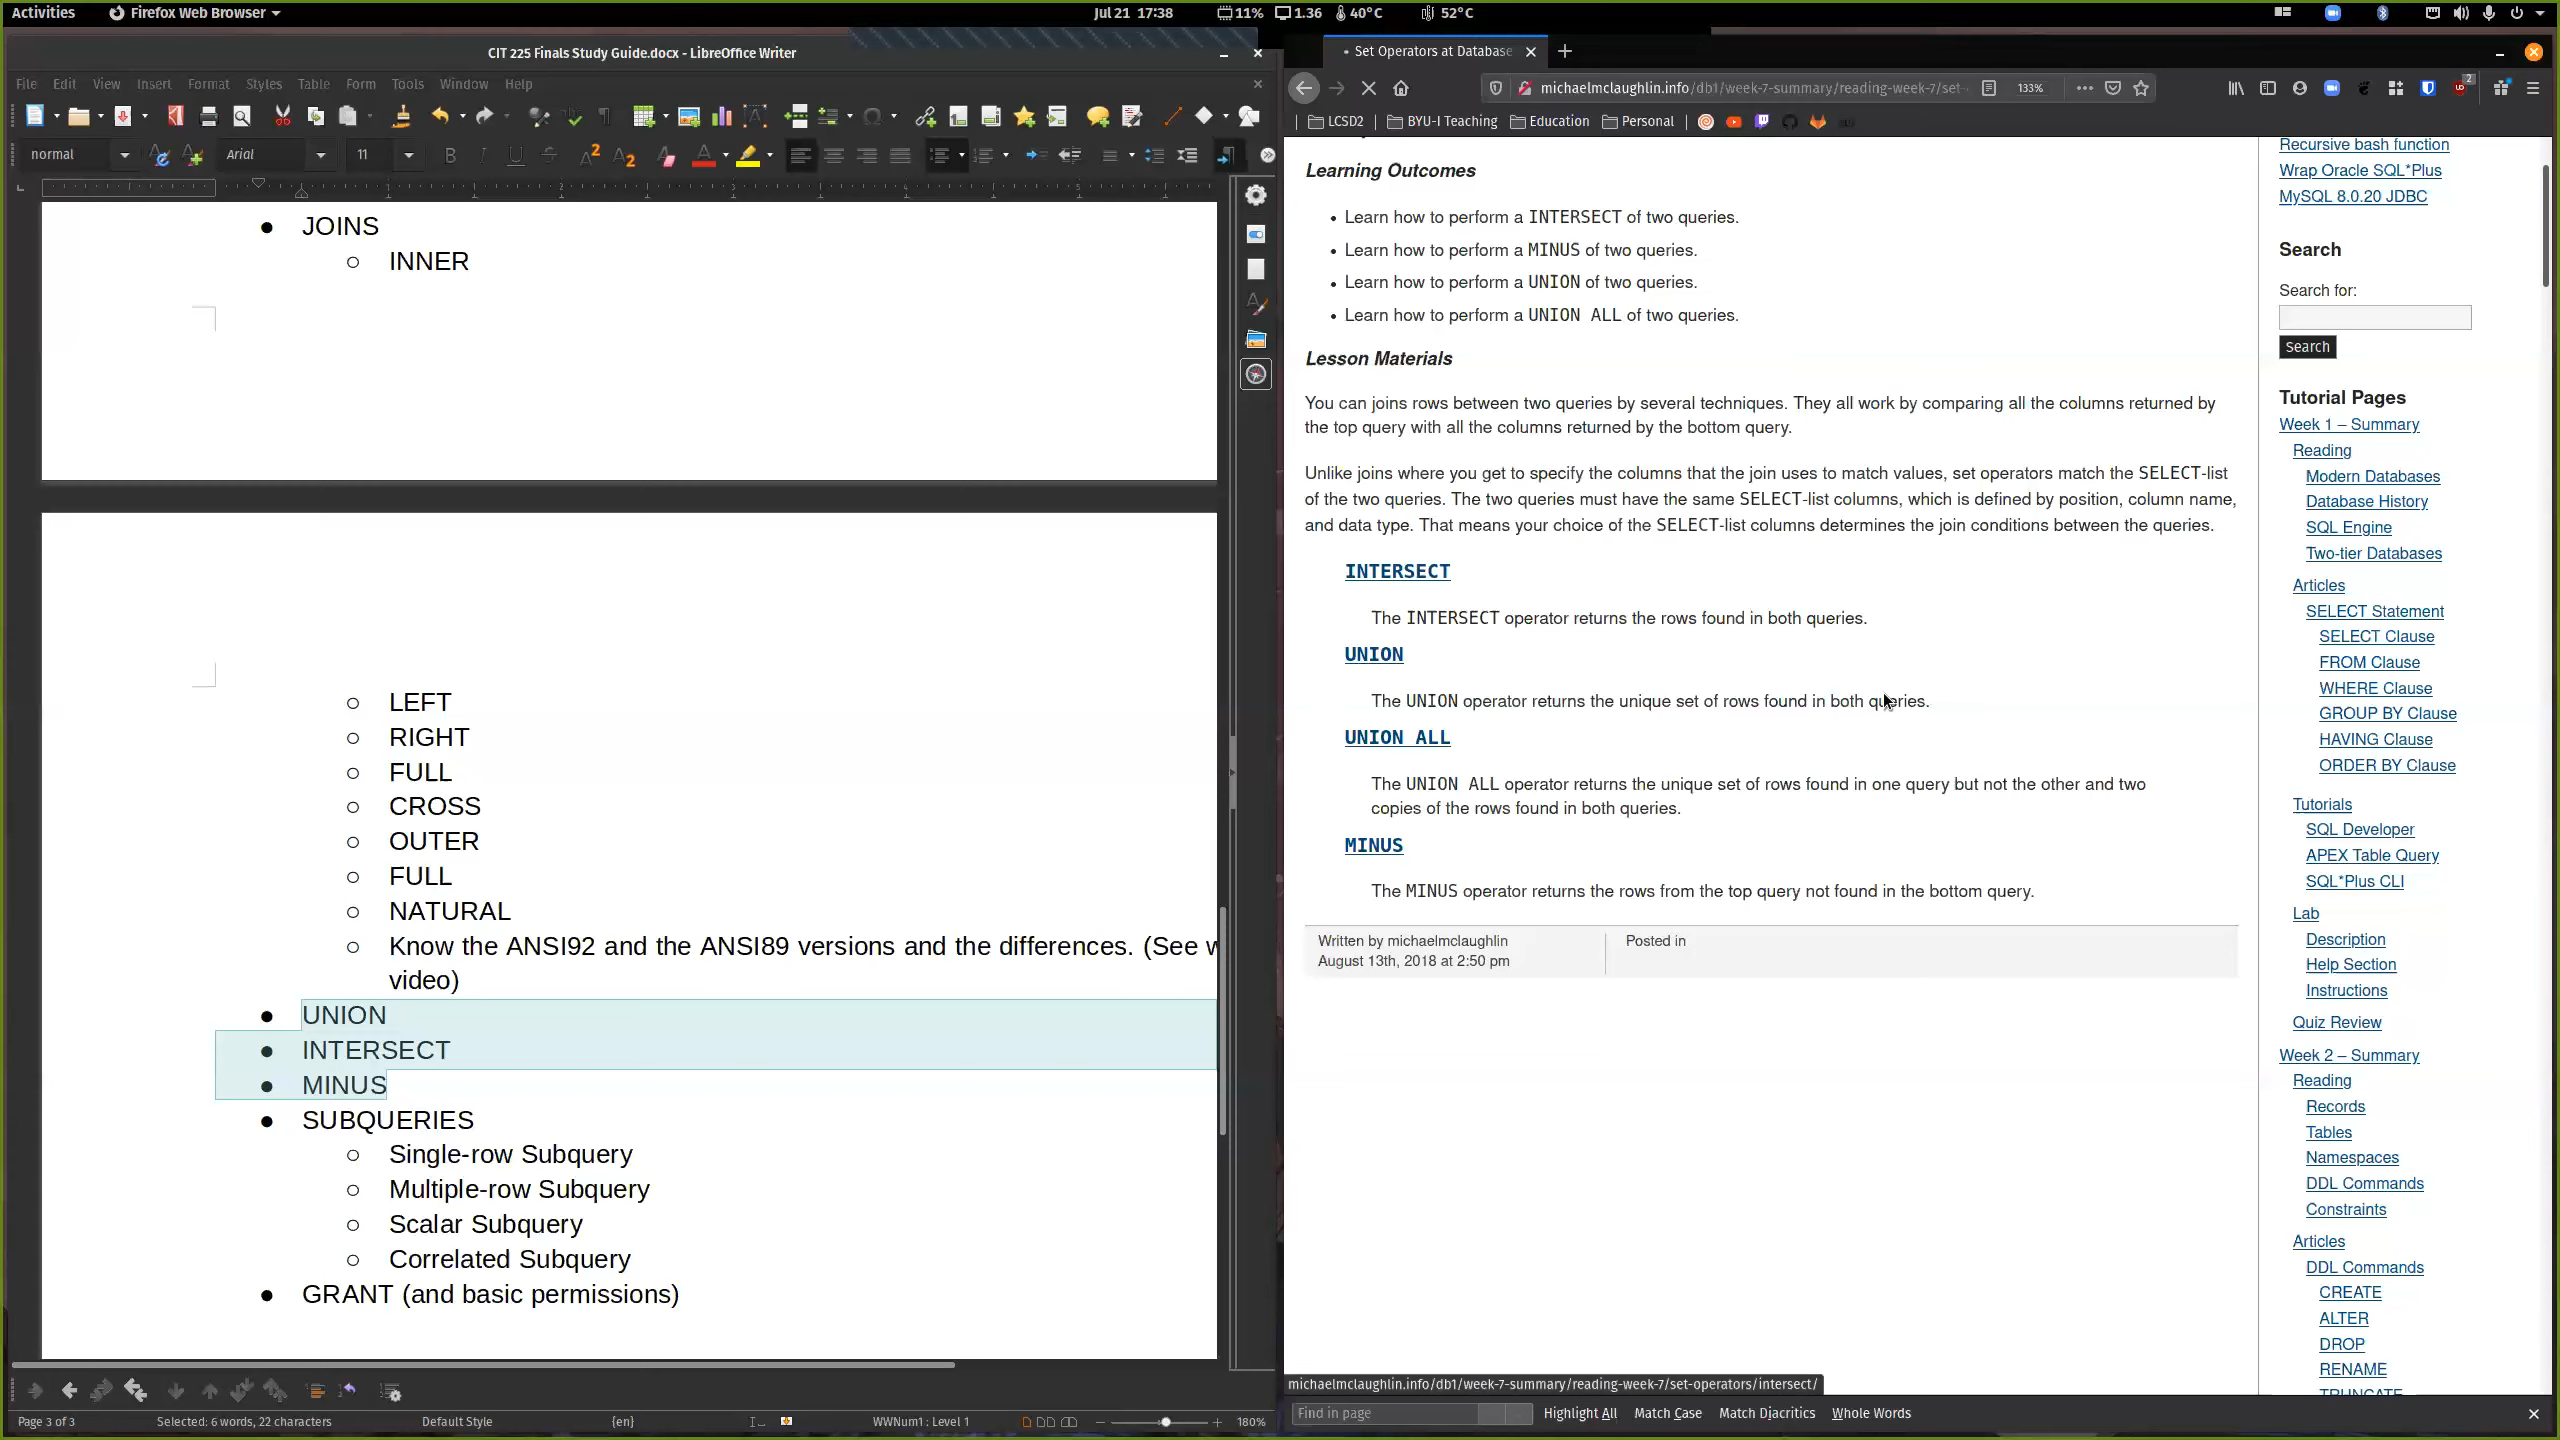 Activities
Firefox Web Browser
Jul 21 17:38
11%
1.36
40°C
52°C
CIT 225 Finals Study Guide.docx - LibreOffice Writer
File Edit View Insert Format Styles Table Form Tools Window Help
normal
Arial
11
JOINS
INNER
LEFT
RIGHT
FULL
CROSS
OUTER
FULL
NATURAL
Know the ANSI92 and the ANSI89 versions and the differences. (See
video)
UNION
INTERSECT
MINUS
SUBQUERIES
Single-row Subquery
Multiple-row Subquery
Scalar Subquery
Correlated Subquery
GRANT (and basic permissions)
Page 3 of 3
Selected: 6 words, 22 characters
Default Style
{en}
WWNum1 : Level 1
180%
Set Operators at Database
michaelmclaughlin.info/db1/week-7-summary/reading-week-7/set-
133%
2
LCSD2
BYU-I Teaching
Education
Personal
Learning Outcomes
Learn how to perform a INTERSECT of two queries.
Learn how to perform a MINUS of two queries.
Learn how to perform a UNION of two queries.
Learn how to perform a UNION ALL of two queries.
Lesson Materials
You can joins rows between two queries by several techniques. They all work by comparing all the columns returned by
the top query with all the columns returned by the bottom query.
Unlike joins where you get to specify the columns that the join uses to match values, set operators match the SELECT-list
of the two queries. The two queries must have the same SELECT-list columns, which is defined by position, column name,
and data type. That means your choice of the SELECT-list columns determines the join conditions between the queries.
INTERSECT
The INTERSECT operator returns the rows found in both queries.
UNION
The UNION operator returns the unique set of rows found in both queries.
UNION ALL
The UNION ALL operator returns the unique set of rows found in one query but not the other and two
copies of the rows found in both queries.
MINUS
The MINUS operator returns the rows from the top query not found in the bottom query.
Written by michaelmclaughlin
August 13th, 2018 at 2:50 pm
Posted in
Recursive bash function
Wrap Oracle SQL*Plus
MySQL 8.0.20 JDBC
Search
Search for:
Search
Tutorial Pages
Week 1 – Summary
Reading
Modern Databases
Database History
SQL Engine
Two-tier Databases
Articles
SELECT Statement
SELECT Clause
FROM Clause
WHERE Clause
GROUP BY Clause
HAVING Clause
ORDER BY Clause
Tutorials
SQL Developer
APEX Table Query
SQL*Plus CLI
Lab
Description
Help Section
Instructions
Quiz Review
Week 2 – Summary
Reading
Records
Tables
Namespaces
DDL Commands
Constraints
Articles
DDL Commands
CREATE
ALTER
DROP
RENAME
TRUNCATE
michaelmclaughlin.info/db1/week-7-summary/reading-week-7/set-operators/intersect/
Find in page
Highlight All
Match Case
Match Diacritics
Whole Words